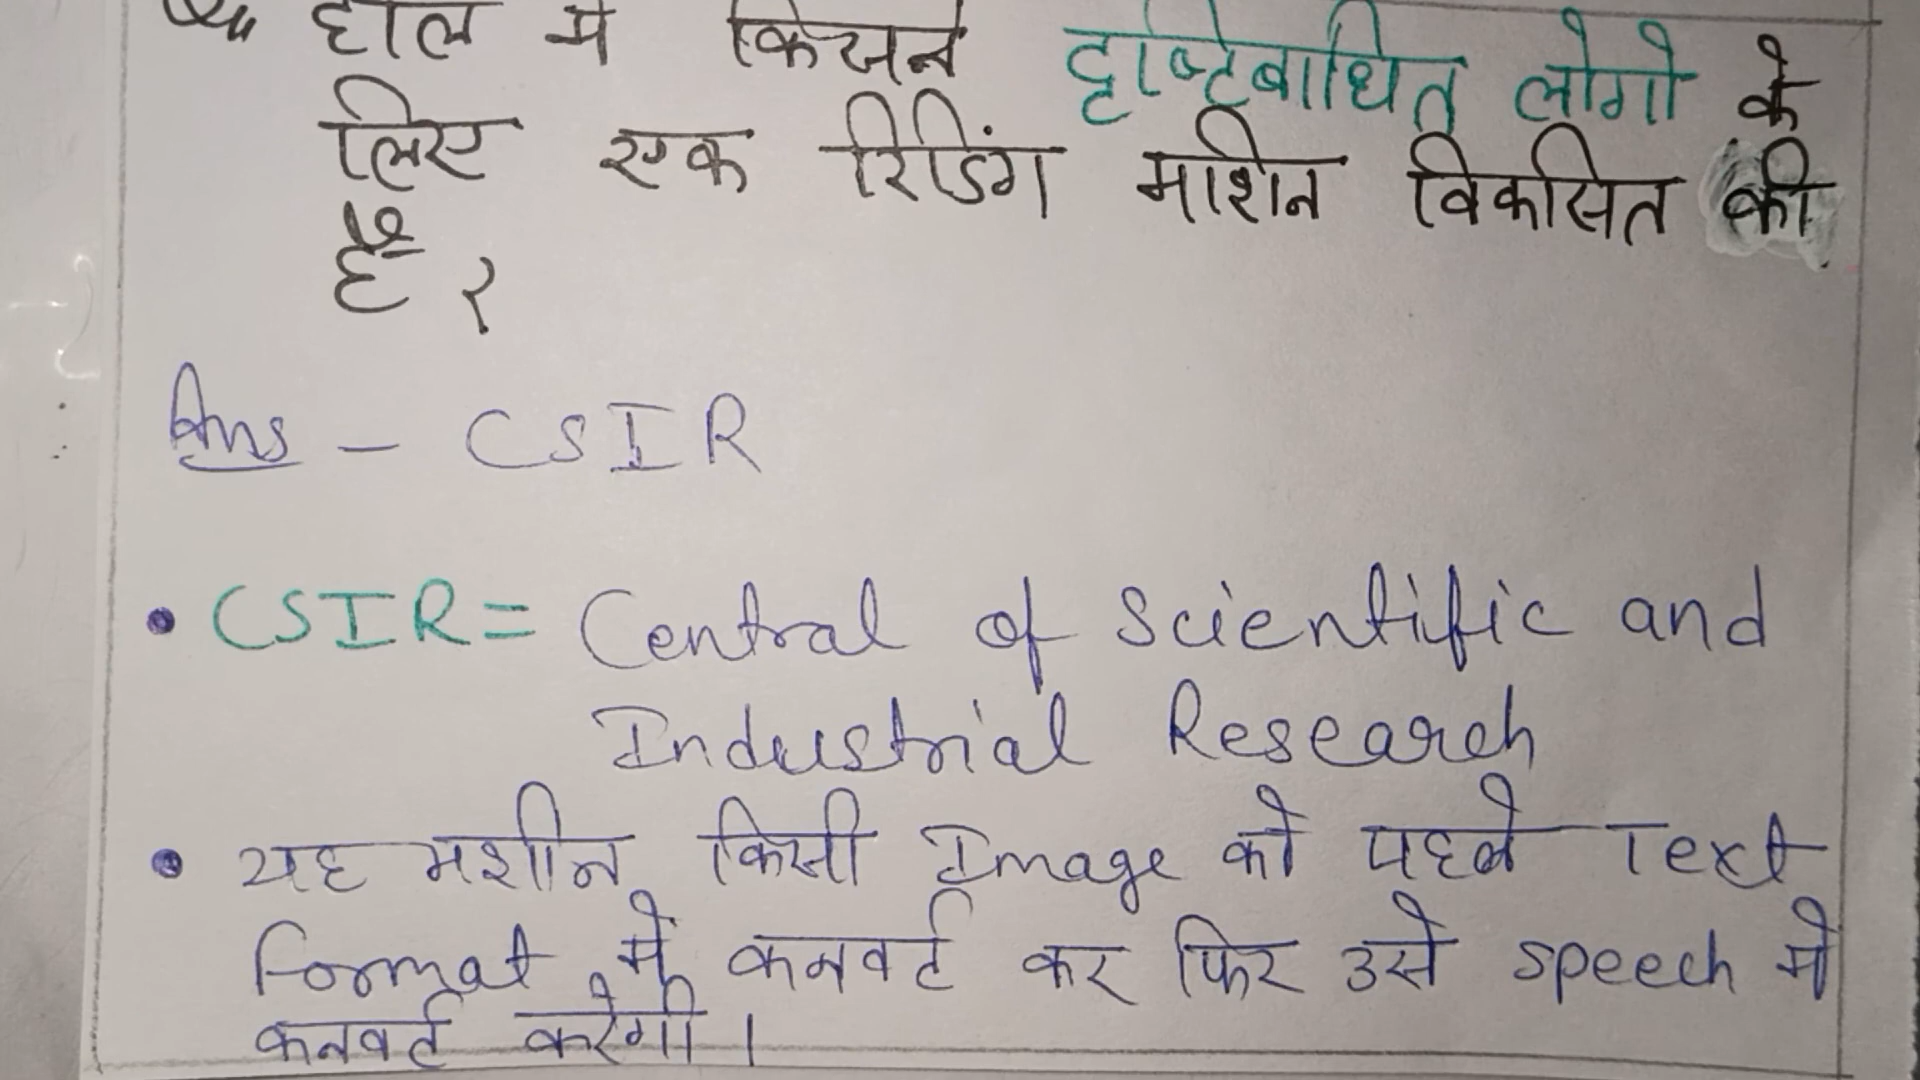 हाल में किसने दृष्टिबाधित लोगो के
लिए एक रिडिंग माशिन विकसित की
है ?
Ans - CSIR
• CSIR = Central of Scientific and
Industrial Research
• यह मशीन किसी Image को पहले Text
format में कनवर्ट कर फिर उसे speech में
कनवर्ट करेगी।